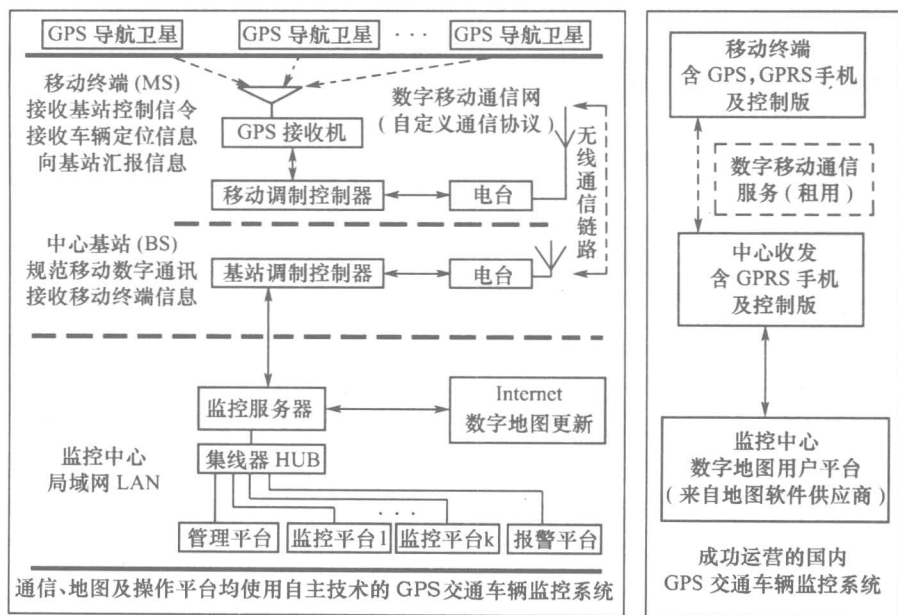 GPS 导航卫星
GPS 导航卫星
· · ·
GPS 导航卫星
移动终端 (MS)
接收基站控制信令
接收车辆定位信息
向基站汇报信息
GPS 接收机
数字移动通信网
(自定义通信协议)
移动调制控制器
电台
无线通信链路
中心基站 (BS)
规范移动数字通讯
接收移动终端信息
基站调制控制器
电台
监控服务器
Internet
数字地图更新
监控中心
局域网 LAN
集线器 HUB
· · ·
管理平台
监控平台1
监控平台k
报警平台
通信、地图及操作平台均使用自主技术的 GPS交通车辆监控系统
移动终端
含 GPS, GPRS手机
及控制版
数字移动通信
服务(租用)
中心收发
含 GPRS 手机
及控制版
监控中心
数字地图用户平台
(来自地图软件供应商)
成功运营的国内
GPS 交通车辆监控系统